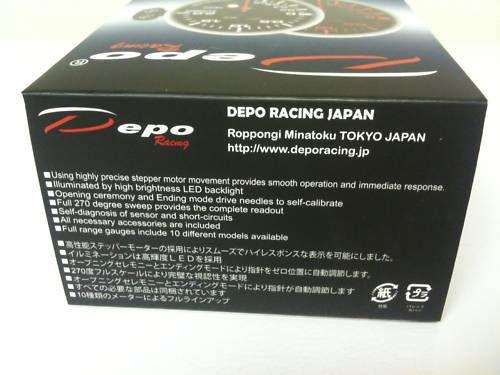 Depo
Racing
®
Depo
Racing
DEPO RACING JAPAN
Roppongi Minatoku TOKYO JAPAN
http://www.deporacing.jp
■Using highly precise stepper motor movement provides smooth operation and immediate response.
■Illuminated by high brightness LED backlight
■Opening ceremony and Ending mode drive needles to self-calibrate
■Full 270 degree sweep provides the complete readout
■Self-diagnosis of sensor and short-circuits
■All necessary accessories are included
■Full range gauges include 10 different models available
■高性能ステッパーモーターの採用によりスムーズでハイレスポンスな表示を可能にしました。
■イルミネーションは高輝度LEDを採用
■オープニングセレモニーとエンディングモードにより指針をゼロ位置に自動調節します。
■270度フルスケールにより完璧な視認性を実現
■オープニングセレモニーとエンディングモードにより指針が自動調節します
■すべての必要な部品は同梱されています
■10種類のメーターによるフルラインアップ
紙
プラ